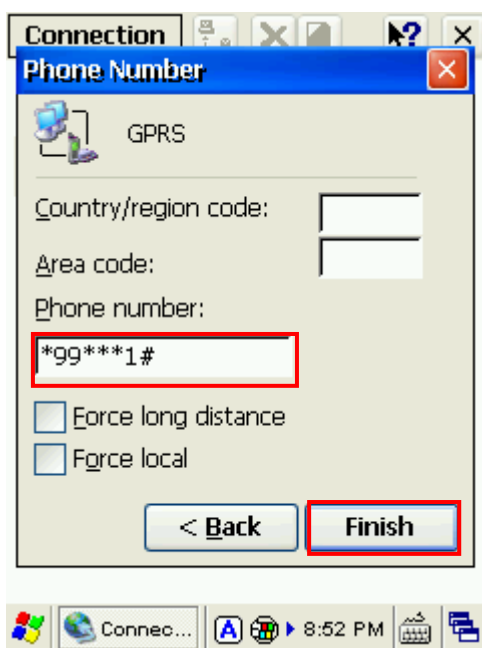 Connection ?
Phone Number
GPRS
Country/region code:
Area code:
Phone number:
*99***1#
Force long distance
Force local
< Back Finish
Connec... A 8:52 PM